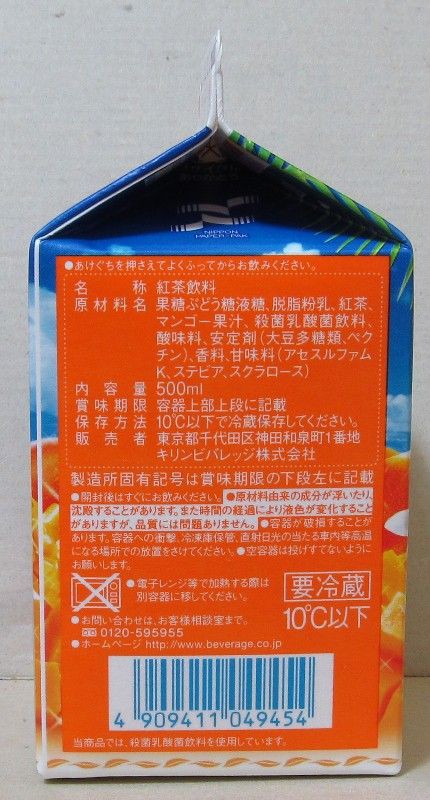 NIPPON
PAPER-PAK
●あけぐちを押さえてよくふってからお飲みください。
名 称 紅茶飲料
原材料名 果糖ぶどう糖液糖、脱脂粉乳、紅茶、
マンゴー果汁、殺菌乳酸菌飲料、
酸味料、安定剤(大豆多糖類、ペク
チン)、香料、甘味料(アセスルファム
K、ステビア、スクラロース)
内容量 500ml
賞味期限 容器上部上段に記載
保存方法 10℃以下で冷蔵保存してください。
販売者 東京都千代田区神田和泉町1番地
キリンビバレッジ株式会社
製造所固有記号は賞味期限の下段左に記載
●開封後はすぐにお飲みください。●原材料由来の成分が浮いたり、
沈殿することがあります。また時間の経過により液色が変化すること
がありますが、品質には問題ありません。●容器が破損することが
あります。容器への衝撃、冷凍庫保管、直射日光の当たる車内等高温
になる場所での放置をさけてください。●空容器は投げすてないように
お願いします。
●電子レンジ等で加熱する際は
別容器に移してください。
要冷蔵
10℃以下
●お問い合わせは、お客様相談室まで。
0120-595955
●ホームページ http://www.beverage.co.jp
4 909411 049454
当商品では、殺菌乳酸菌飲料を使用しています。